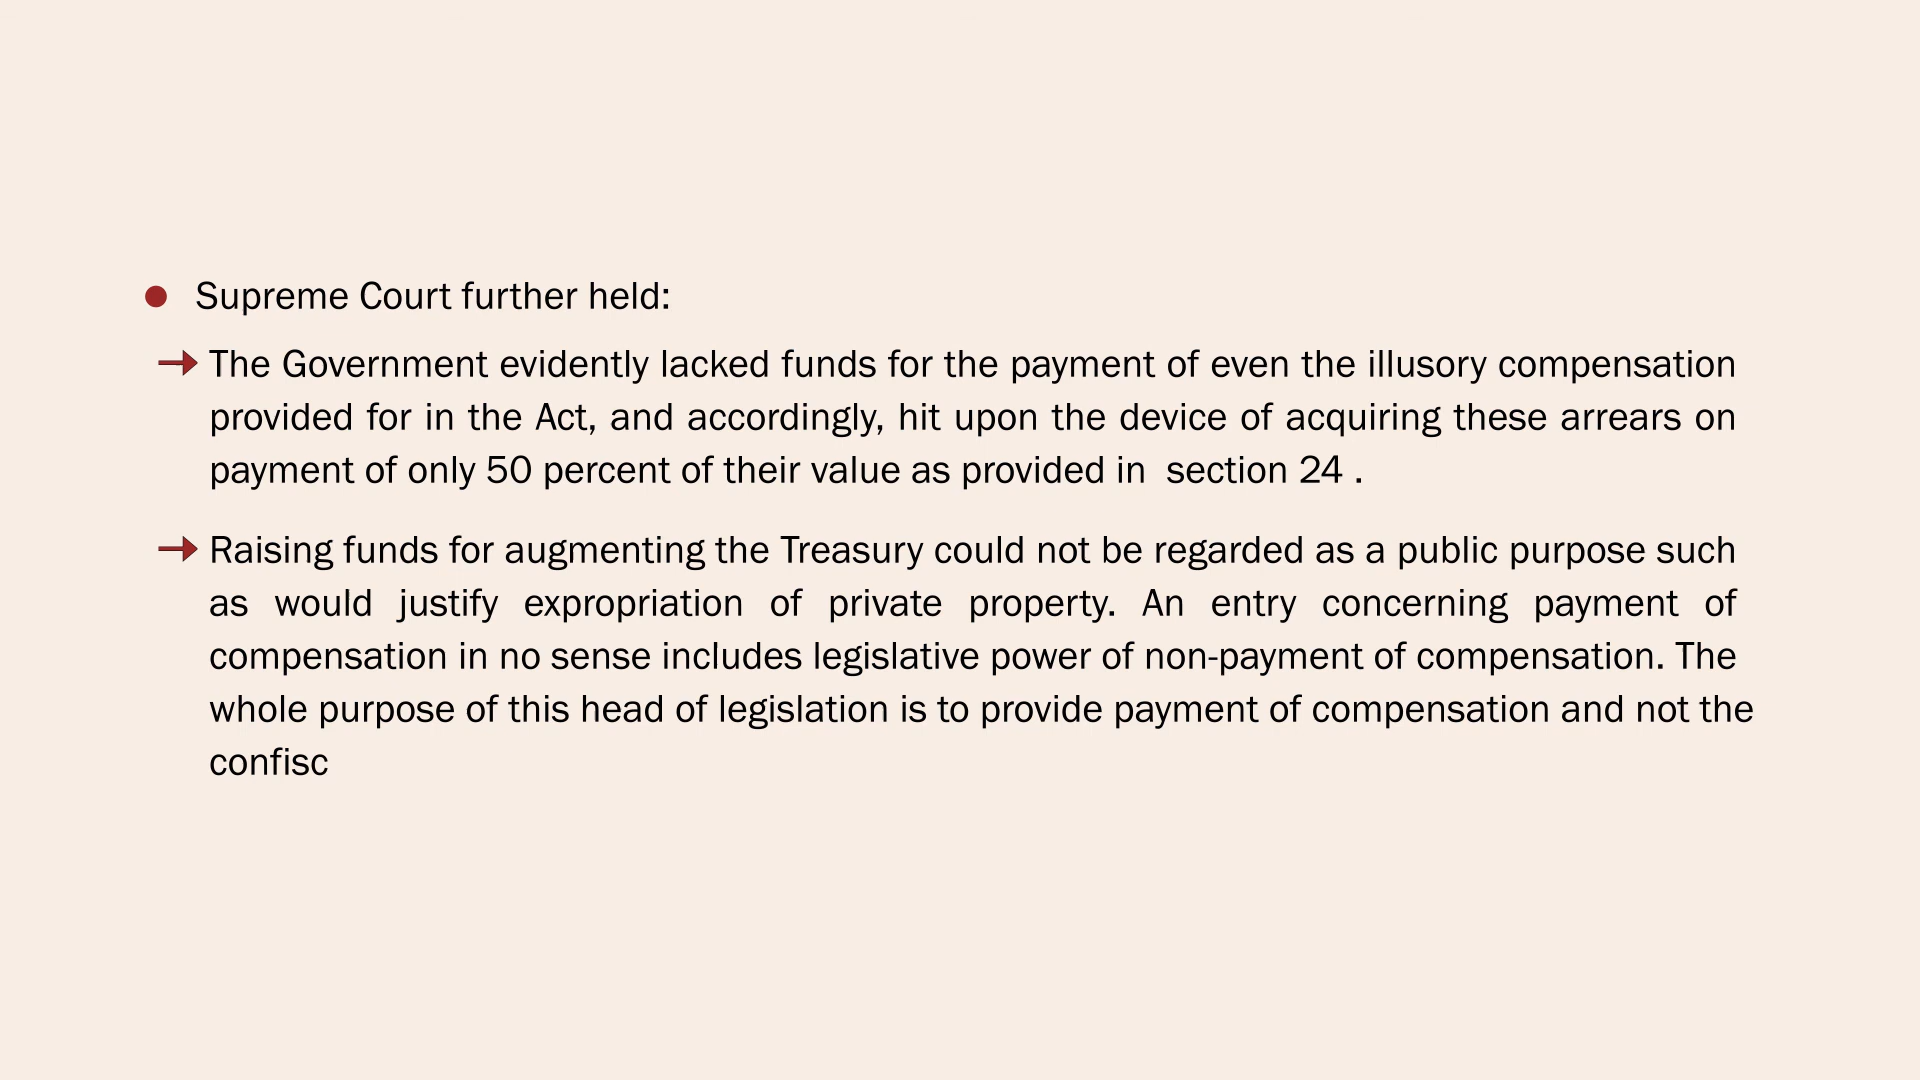 Supreme Court further held:
The Government evidently lacked funds for the payment of even the illusory compensation
provided for in the Act, and accordingly, hit upon the device of acquiring these arrears on
payment of only 50 percent of their value as provided in  section 24 .
Raising funds for augmenting the Treasury could not be regarded as a public purpose such
as would justify expropriation of private property. An entry concerning payment of
compensation in no sense includes legislative power of non-payment of compensation. The
whole purpose of this head of legislation is to provide payment of compensation and not the
confisc